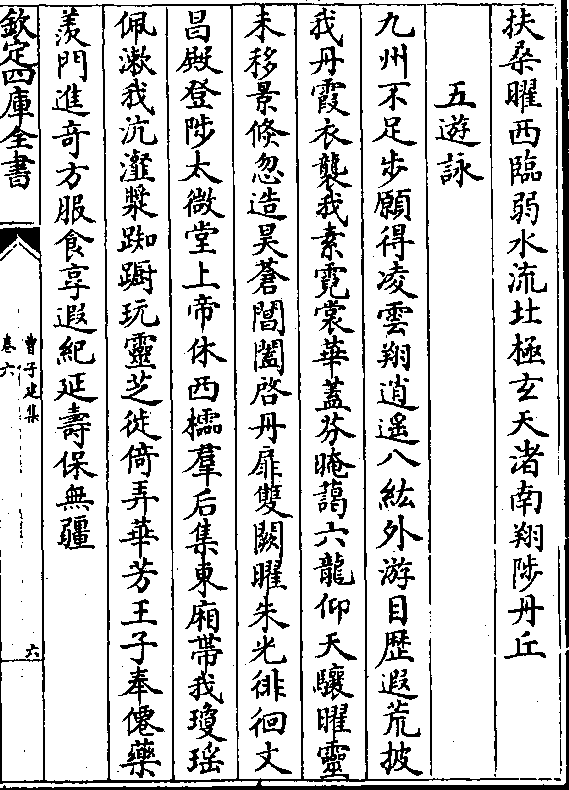 扶桑曜西臨弱水流北極玄天渚南翔陟丹丘
五遊詠
九州不足步願得凌雲翔逍遥八紘外游目歴遐荒披
我丹霞衣襲我素霓裳華蓋芬晻藹六龍仰天驤曜靈
未移景倐忽造昊蒼閶闔啓丹扉雙闕曜朱光徘徊文
昌殿登陟太微堂上帝休西櫺羣后集東廂帶我瓊瑶
佩漱我沆瀣漿踟蹰玩靈芝徙倚弄華芳王子奉僊藥
羨門進奇方服食享遐紀延壽保無疆
欽定四庫全書
曹子建集
卷六
六